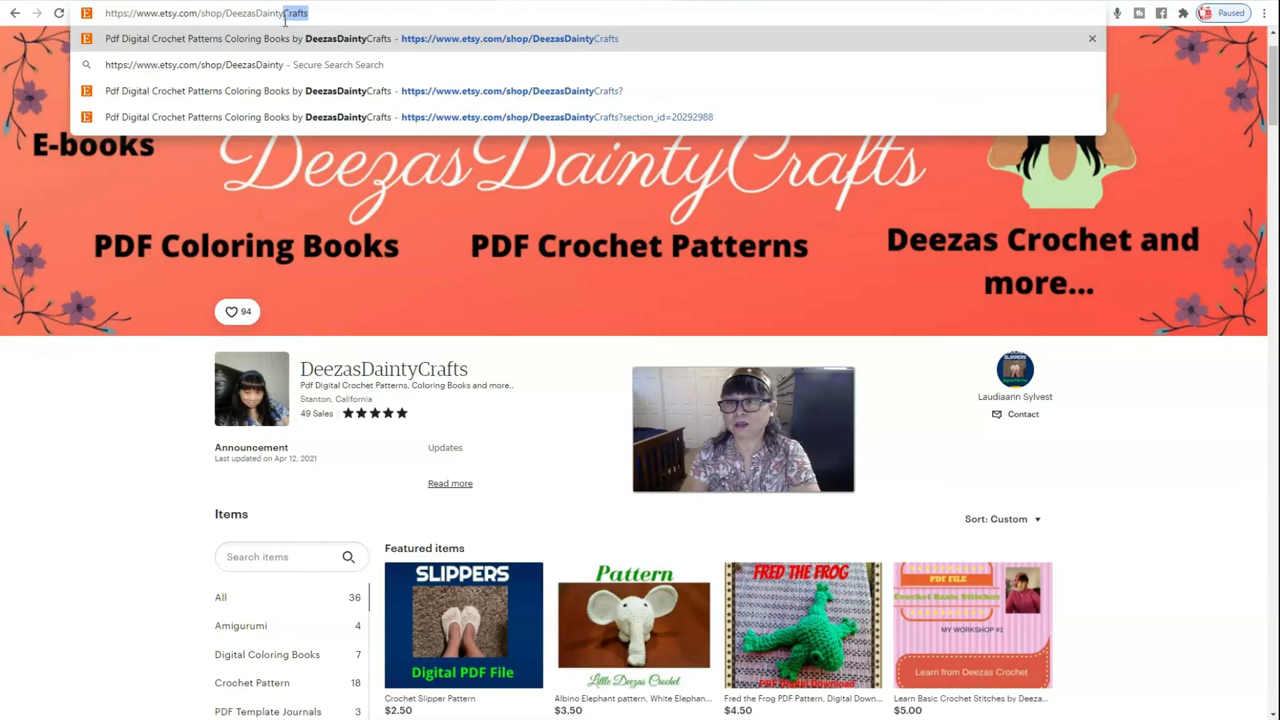 https://www.etsy.com/shop/DeezasDaintyCrafts
Paused
Pdf Digital Crochet Patterns Coloring Books by DeezasDaintyCrafts - https://www.etsy.com/shop/DeezasDaintyCrafts
https://www.etsy.com/shop/DeezasDainty - Secure Search Search
Pdf Digital Crochet Patterns Coloring Books by DeezasDaintyCrafts - https://www.etsy.com/shop/DeezasDaintyCrafts?
Pdf Digital Crochet Patterns Coloring Books by DeezasDaintyCrafts - https://www.etsy.com/shop/DeezasDaintyCrafts?section_id=20292988
E-books
DeezasDaintyCrafts
PDF Coloring Books
PDF Crochet Patterns
Deezas Crochet and
more...
94
DeezasDaintyCrafts
Pdf Digital Crochet Patterns, Coloring Books and more..
Stanton, California
49 Sales
Laudiaann Sylvest
Contact
Announcement
Last updated on Apr 12, 2021
Updates
Read more
Items
Sort: Custom
Search items
All 36
Amigurumi 4
Digital Coloring Books 7
Crochet Pattern 18
PDF Template Journals 3
Featured items
SLIPPERS
Digital PDF File
Crochet Slipper Pattern
$2.50
Pattern
Little Deezas Crochet
Albino Elephant pattern, White Elephan...
$3.50
FRED THE FROG
PDF Digital Download
Fred the Frog PDF Pattern, Digital Down...
$4.50
PDF FILE
Crochet Basic Stitches
MY WORKSHOP #1
Learn from Deezas Crochet
Learn Basic Crochet Stitches by Deeza...
$5.00